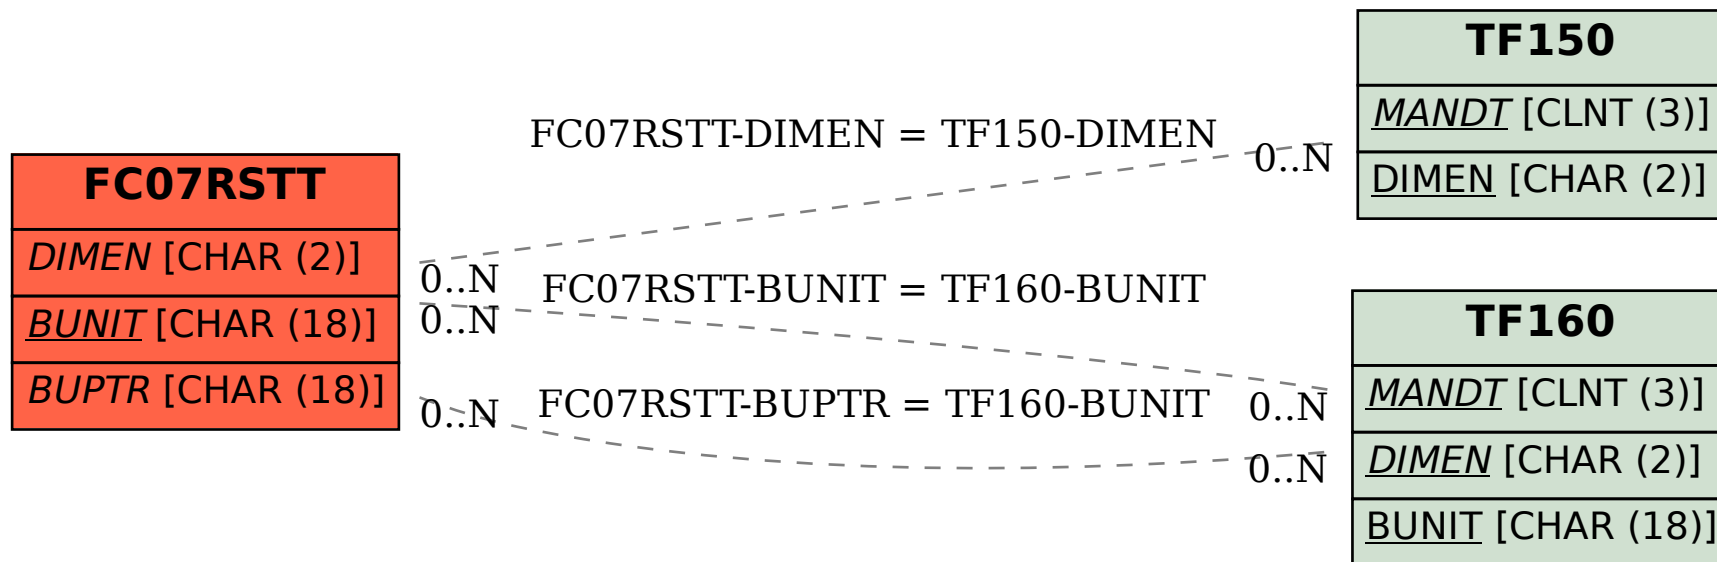 FC07RSTT
DIMEN [CHAR (2)]
BUNIT [CHAR (18)]
BUPTR [CHAR (18)]
FC07RSTT-DIMEN = TF150-DIMEN
0..N
0..N
FC07RSTT-BUNIT = TF160-BUNIT
0..N
0..N
FC07RSTT-BUPTR = TF160-BUNIT
0..N
0..N
TF150
MANDT [CLNT (3)]
DIMEN [CHAR (2)]
TF160
MANDT [CLNT (3)]
DIMEN [CHAR (2)]
BUNIT [CHAR (18)]